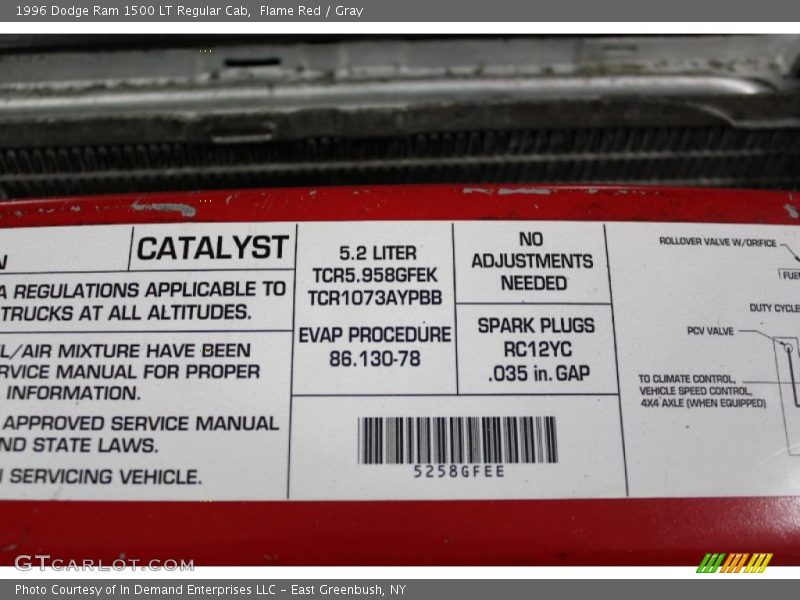 1996 Dodge Ram 1500 LT Regular Cab, Flame Red / Gray
CATALYST
A REGULATIONS APPLICABLE TO
TRUCKS AT ALL ALTITUDES.
L/AIR MIXTURE HAVE BEEN
RVICE MANUAL FOR PROPER
INFORMATION.
APPROVED SERVICE MANUAL
ND STATE LAWS.
SERVICING VEHICLE.
5.2 LITER
TCR5.958GFEK
TCR1073AYPBB
EVAP PROCEDURE
86.130-78
NO
ADJUSTMENTS
NEEDED
SPARK PLUGS
RC12YC
.035 in. GAP
5258GFEE
ROLLOVER VALVE W/ORIFICE
FUE
DUTY CYCLE
PCV VALVE
TO CLIMATE CONTROL,
VEHICLE SPEED CONTROL,
4X4 AXLE (WHEN EQUIPPED)
GTCARLOT.COM
Photo Courtesy of In Demand Enterprises LLC - East Greenbush, NY